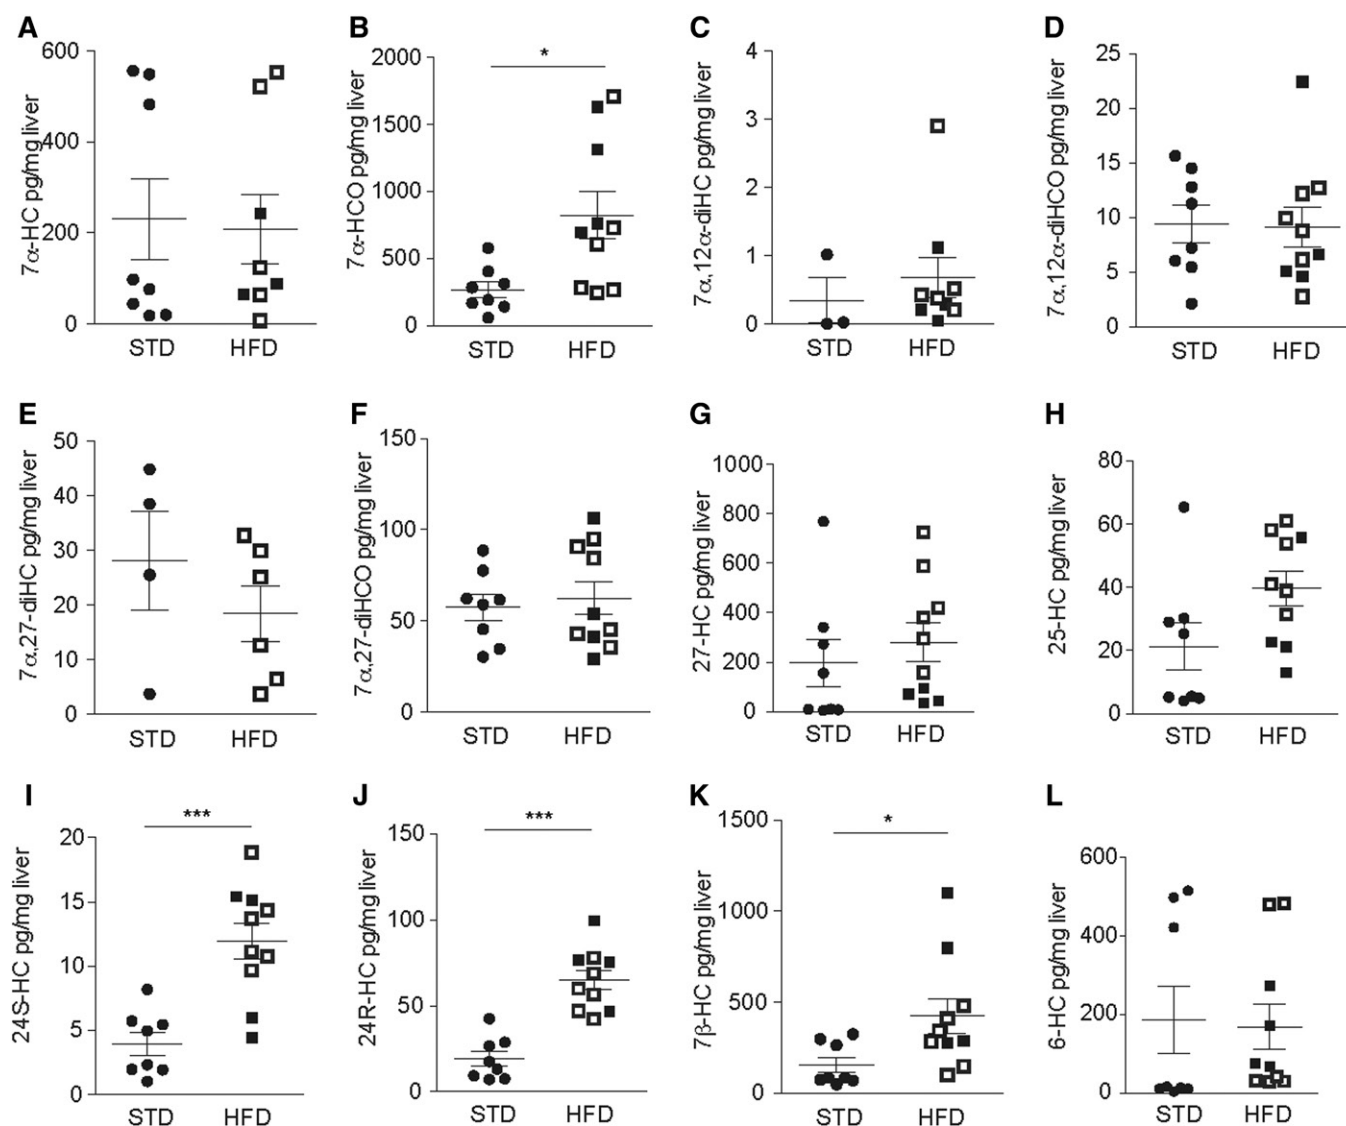 A
7α-HC pg/mg liver
600
400
200
0
STD
HFD
B
*
7α-HCO pg/mg liver
2000
1500
1000
500
0
STD
HFD
C
7α,12α-diHC pg/mg liver
4
3
2
1
0
STD
HFD
D
7α,12α-diHCO pg/mg liver
25
20
15
10
5
0
STD
HFD
E
7α,27-diHC pg/mg liver
50
40
30
20
10
0
STD
HFD
F
7α,27-diHCO pg/mg liver
150
100
50
0
STD
HFD
G
27-HC pg/mg liver
1000
800
600
400
200
0
STD
HFD
H
25-HC pg/mg liver
80
60
40
20
0
STD
HFD
I
***
24S-HC pg/mg liver
20
15
10
5
0
STD
HFD
J
***
24R-HC pg/mg liver
150
100
50
0
STD
HFD
K
*
7β-HC pg/mg liver
1500
1000
500
0
STD
HFD
L
6-HC pg/mg liver
600
400
200
0
STD
HFD